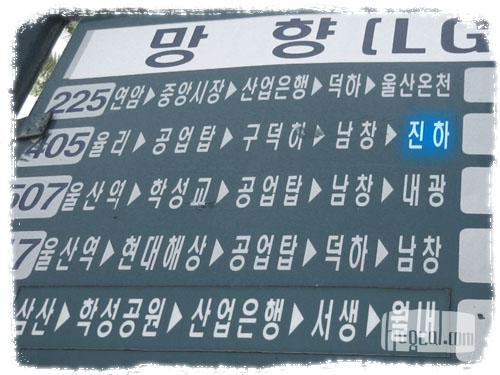 망 향 (LG
225 연암▶중앙시장▶산업은행▶덕하▶울산온천
405 율리▶공업탑▶구덕하▶남창▶진하
507 울산역▶학성교▶공업탑▶남창▶내광
7 울산역▶현대해상▶공업탑▶덕하▶남창
삼산▶학성공원▶산업은행▶서생▶월내